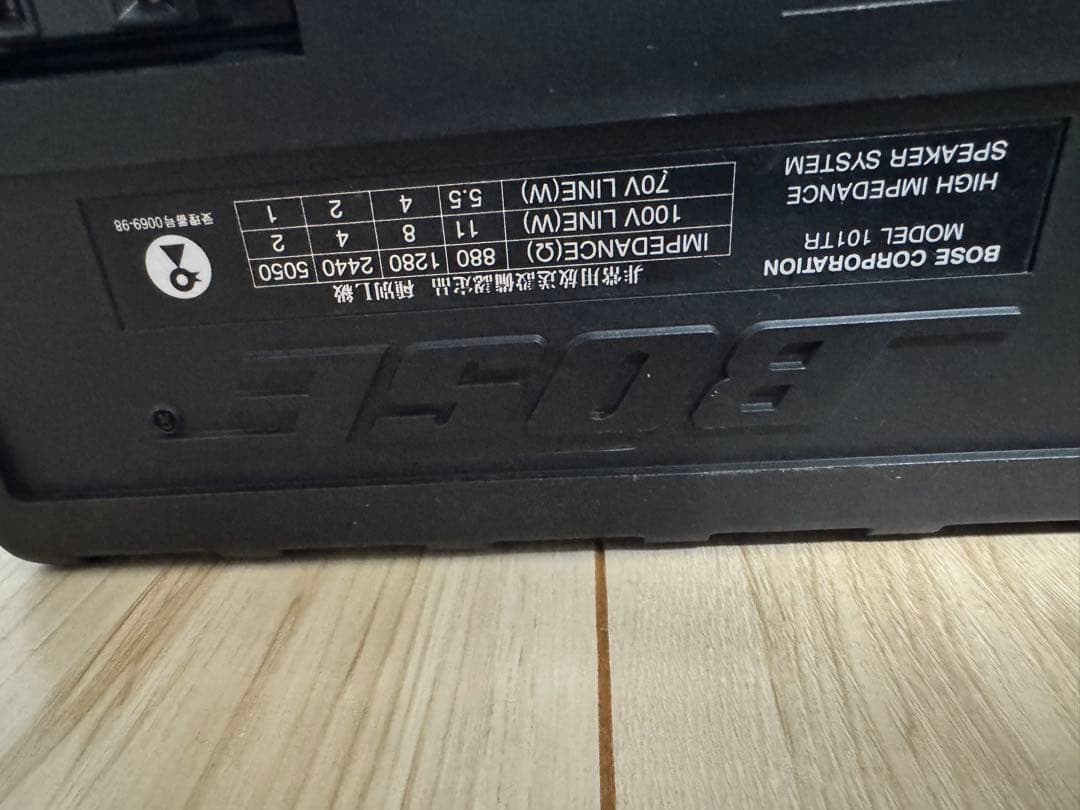 BOSE®
BOSE CORPORATION
MODEL 101TR
HIGH IMPEDANCE
SPEAKER SYSTEM
非常用放送設備認定品 種別L級
IMPEDANCE(Ω) 880 1280 2440 5050
100V LINE(W) 11 8 4 2
70V LINE(W) 5.5 4 2 1
受理番号0069-98